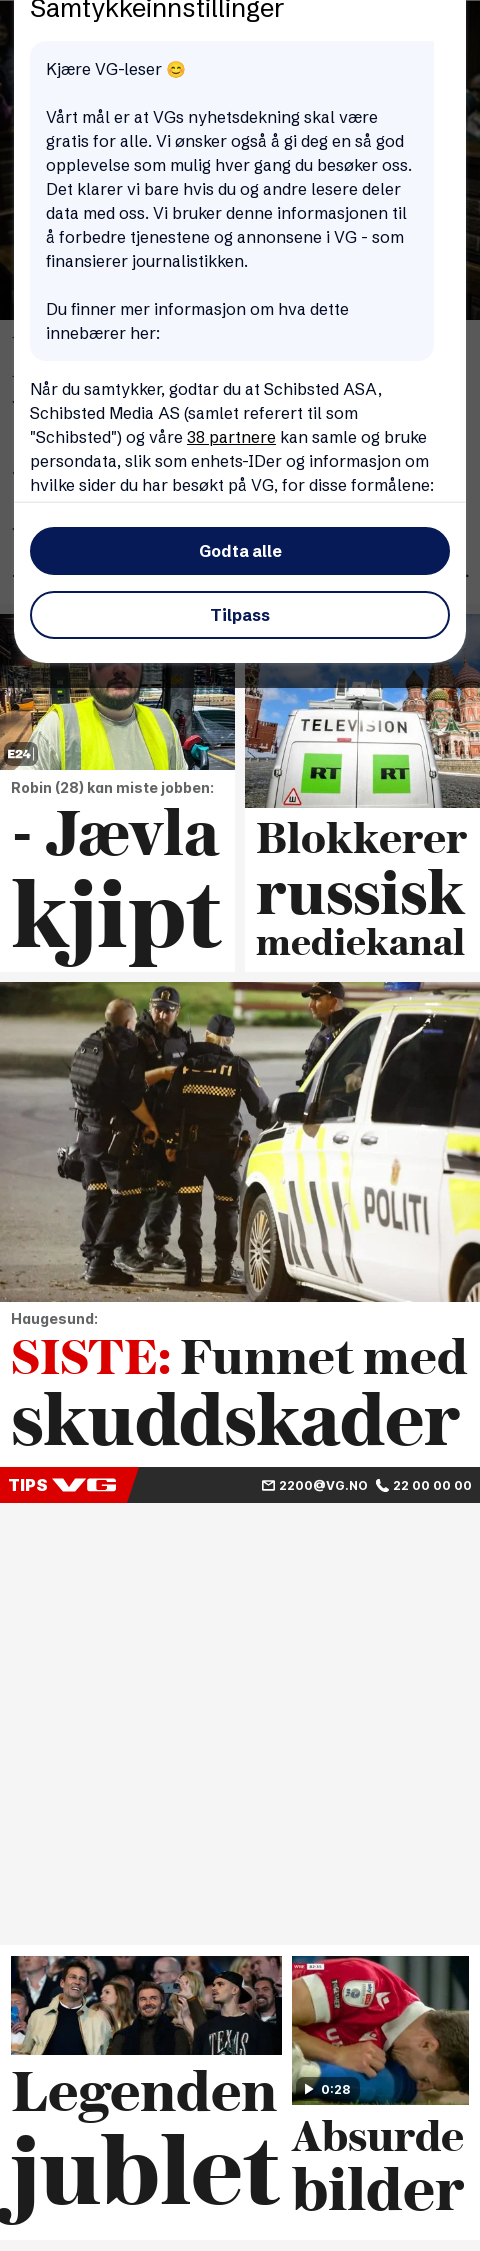 Samtykkeinnstillinger
Kjære VG-leser 😊
Vårt mål er at VGs nyhetsdekning skal være
gratis for alle. Vi ønsker også å gi deg en så god
opplevelse som mulig hver gang du besøker oss.
Det klarer vi bare hvis du og andre lesere deler
data med oss. Vi bruker denne informasjonen til
å forbedre tjenestene og annonsene i VG - som
finansierer journalistikken.
Du finner mer informasjon om hva dette
innebærer her:
Når du samtykker, godtar du at Schibsted ASA,
Schibsted Media AS (samlet referert til som
"Schibsted") og våre 38 partnere kan samle og bruke
persondata, slik som enhets-IDer og informasjon om
hvilke sider du har besøkt på VG, for disse formålene:
Godta alle
Tilpass
E24
Robin (28) kan miste jobben:
- Jævla
kjipt
TELEVISION
RT RT
Blokkerer
russisk
mediekanal
POLITI
POLITI
Haugesund:
SISTE: Funnet med
skuddskader
TIPS VG 2200@VG.NO 22 00 00 00
TEXAS
Legenden
jublet
0:28
Absurde
bilder